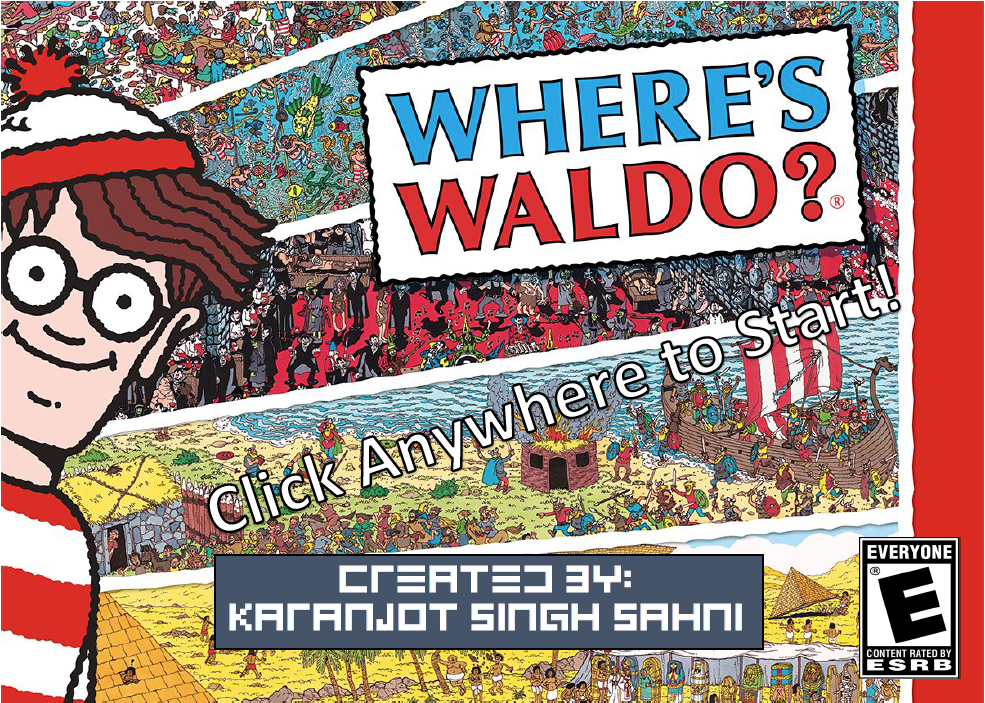 WHERE'S
WALDO?®
Click Anywhere to Start!
CREATED BY:
KARANJOT SINGH SAHNI
EVERYONE
®
E
CONTENT RATED BY
ESRB